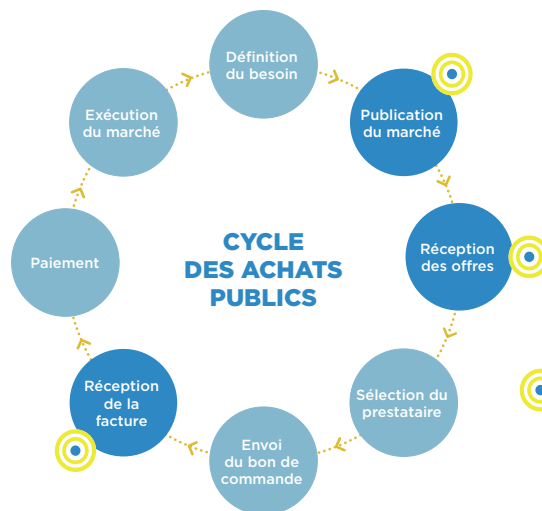 Définition
du besoin
Publication
du marché
Réception
des offres
Sélection du
prestataire
Envoi
du bon de
commande
Réception
de la
facture
Paiement
Exécution
du marché
CYCLE
DES ACHATS
PUBLICS